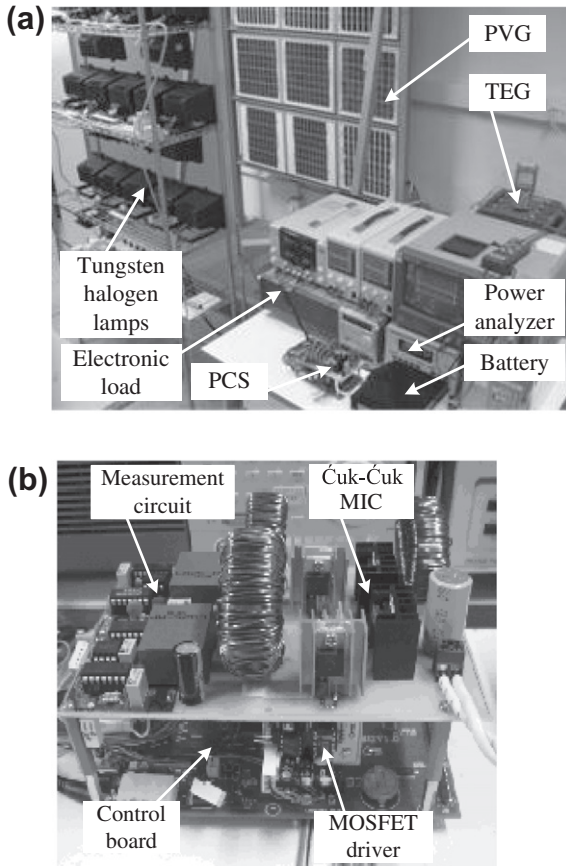 (a)
PVG
TEG
Tungsten
halogen
lamps
Electronic
load
PCS
Power
analyzer
Battery
(b)
Measurement
circuit
Ćuk-Ćuk
MIC
Control
board
MOSFET
driver